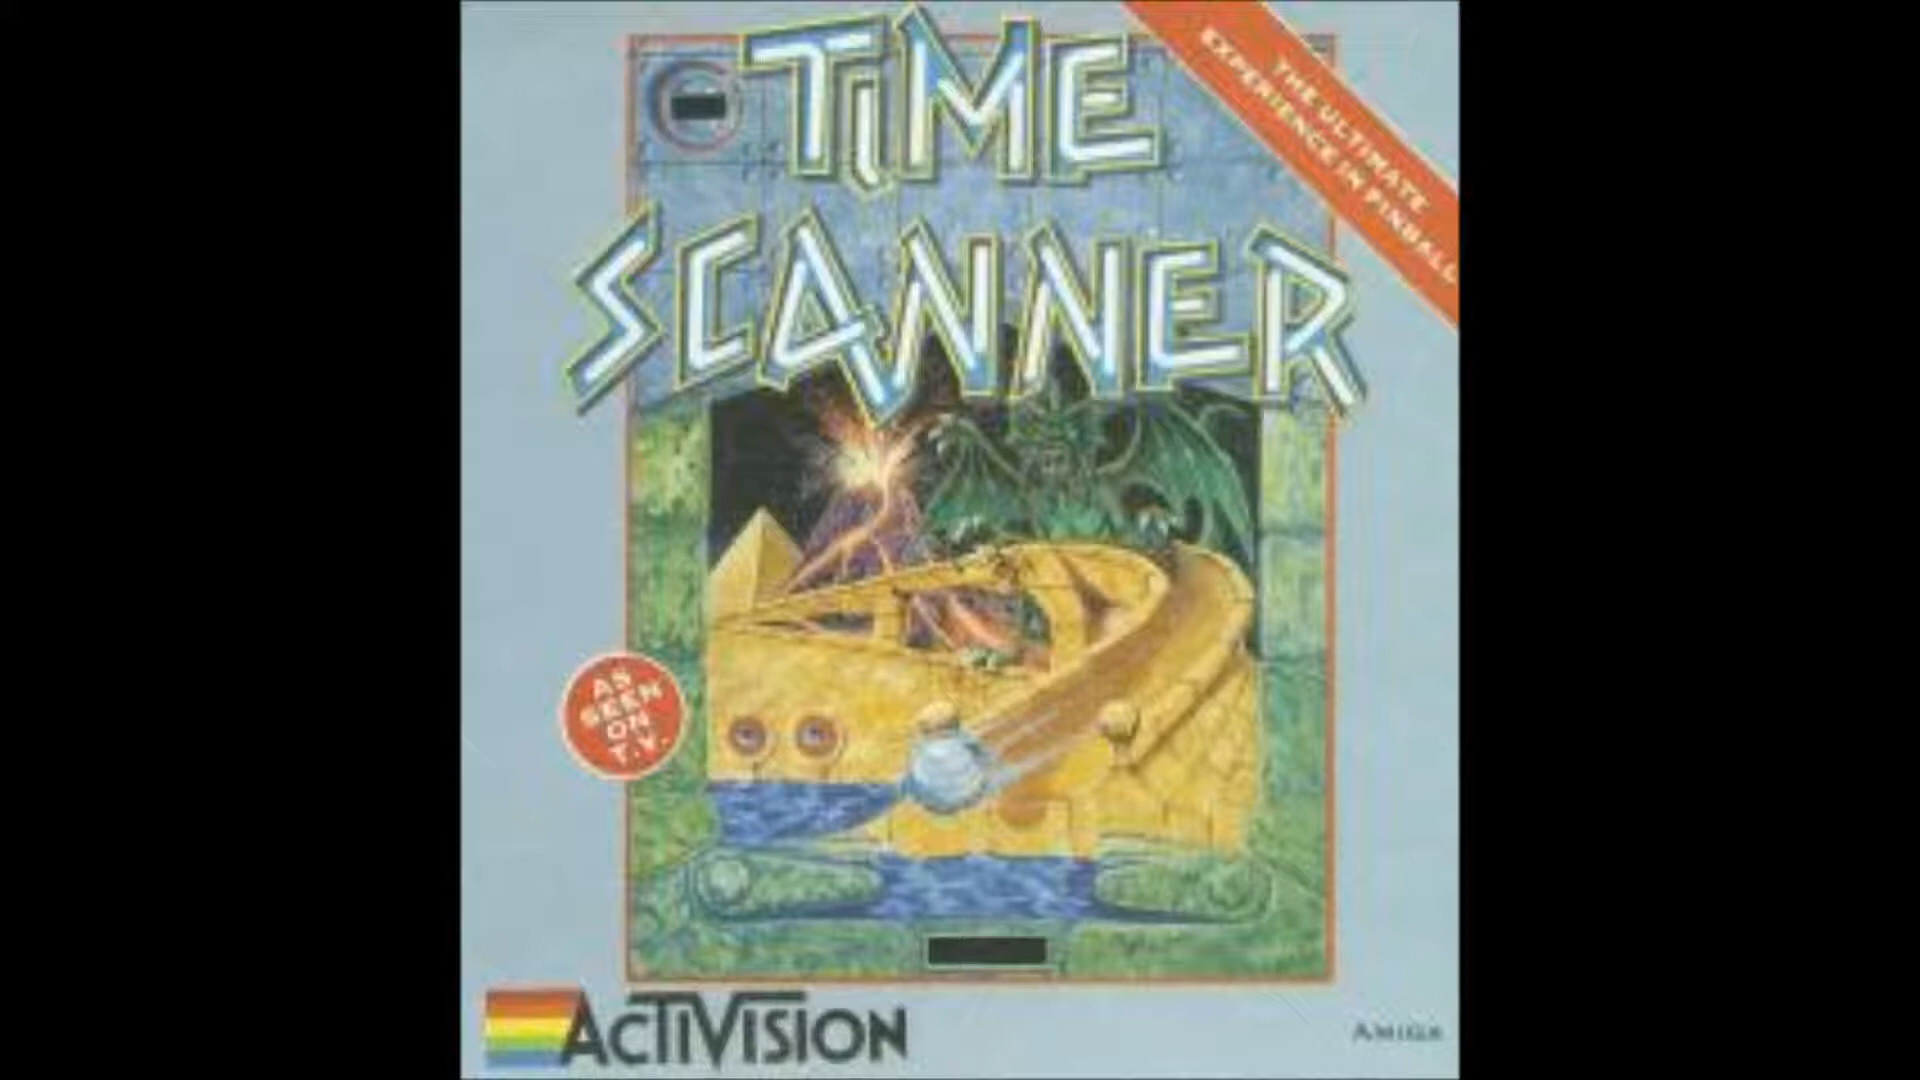 TiME
SCANNER
THE ULTIMATE
EXPERIENCE IN PINBALL
AS
SEEN
ON
T.V.
ACTIVISION
AMIGA